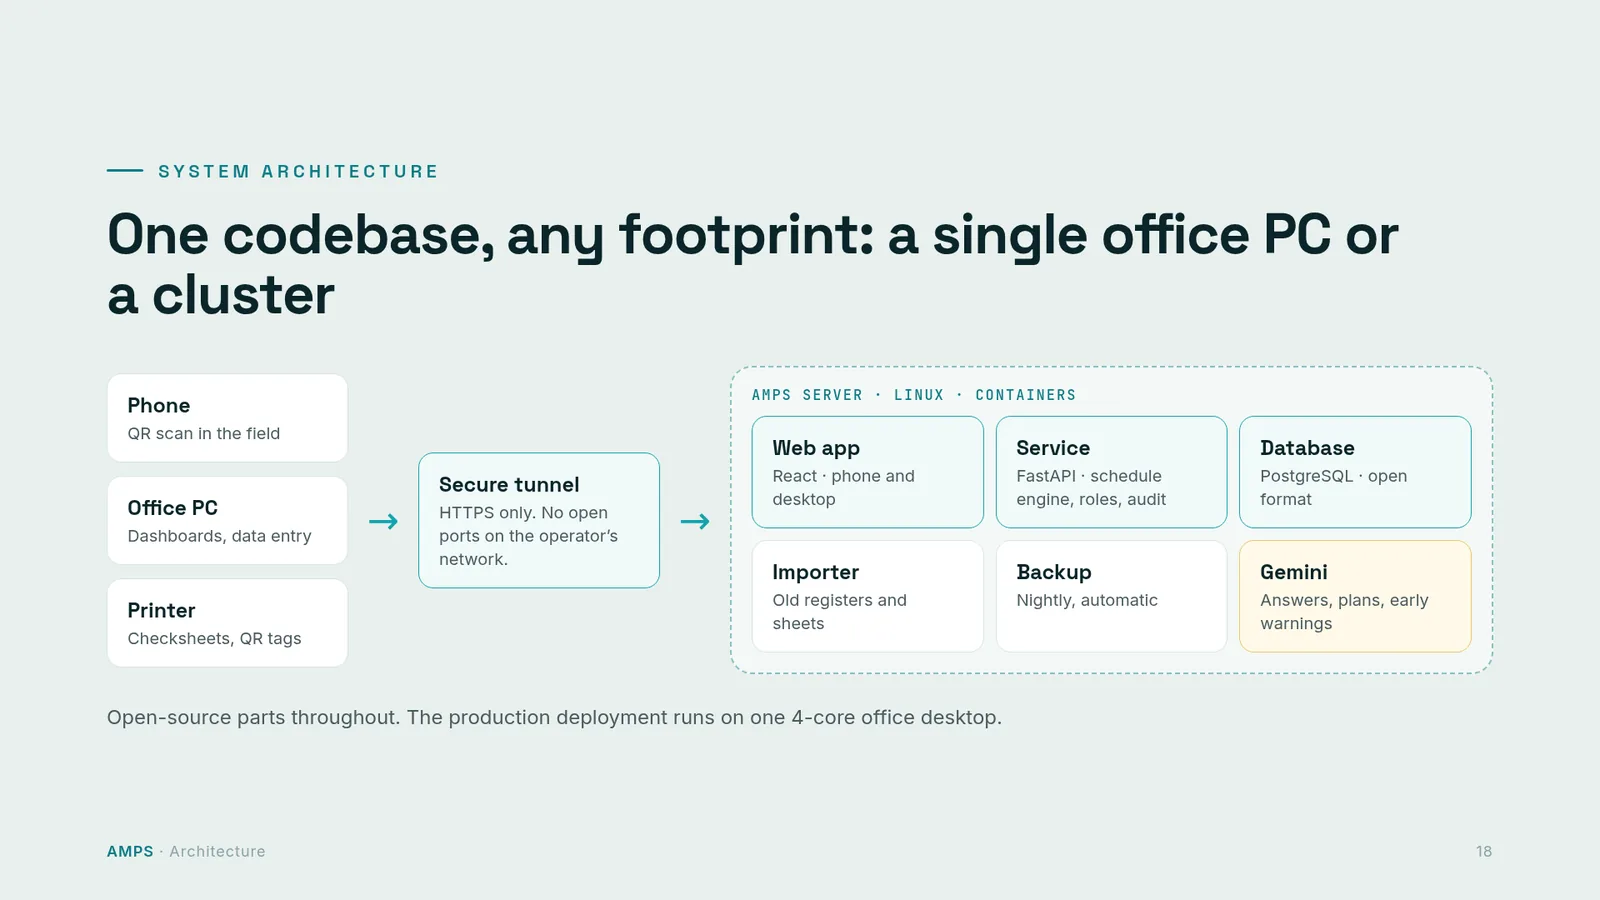 SYSTEM ARCHITECTURE
One codebase, any footprint: a single office PC or
a cluster
Phone
QR scan in the field
Office PC
Dashboards, data entry
Printer
Checksheets, QR tags
→
Secure tunnel
HTTPS only. No open
ports on the operator’s
network.
→
AMPS SERVER · LINUX · CONTAINERS
Web app
React · phone and
desktop
Service
FastAPI · schedule
engine, roles, audit
Database
PostgreSQL · open
format
Importer
Old registers and
sheets
Backup
Nightly, automatic
Gemini
Answers, plans, early
warnings
Open-source parts throughout. The production deployment runs on one 4-core office desktop.
AMPS · Architecture
18